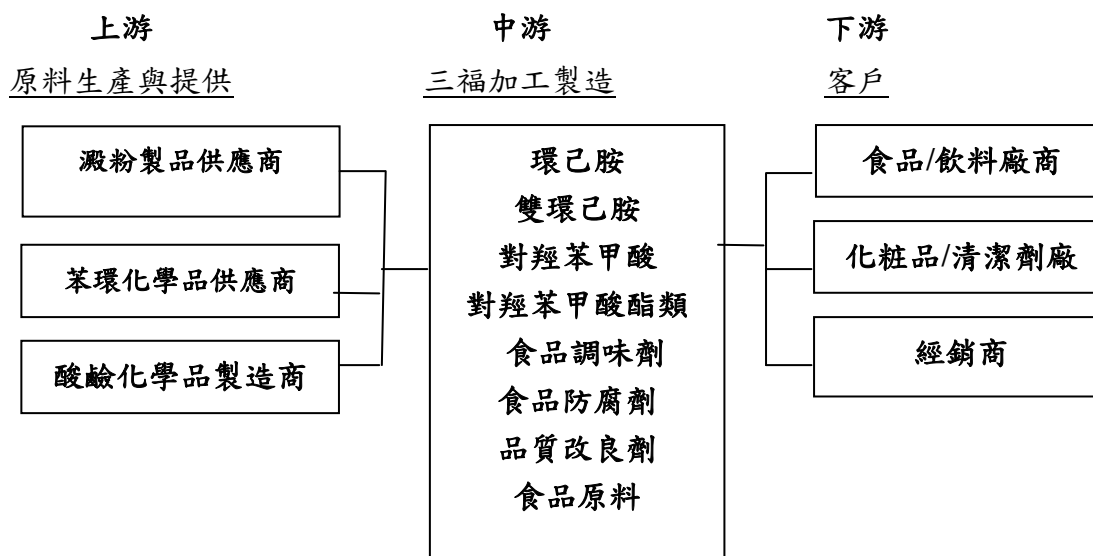 上游
中游
下游
原料生產與提供
三福加工製造
客戶
澱粉製品供應商
苯環化學品供應商
酸鹼化學品製造商
環己胺
雙環己胺
對羥苯甲酸
對羥苯甲酸酯類
食品調味劑
食品防腐劑
品質改良劑
食品原料
食品/飲料廠商
化粧品/清潔劑廠
經銷商